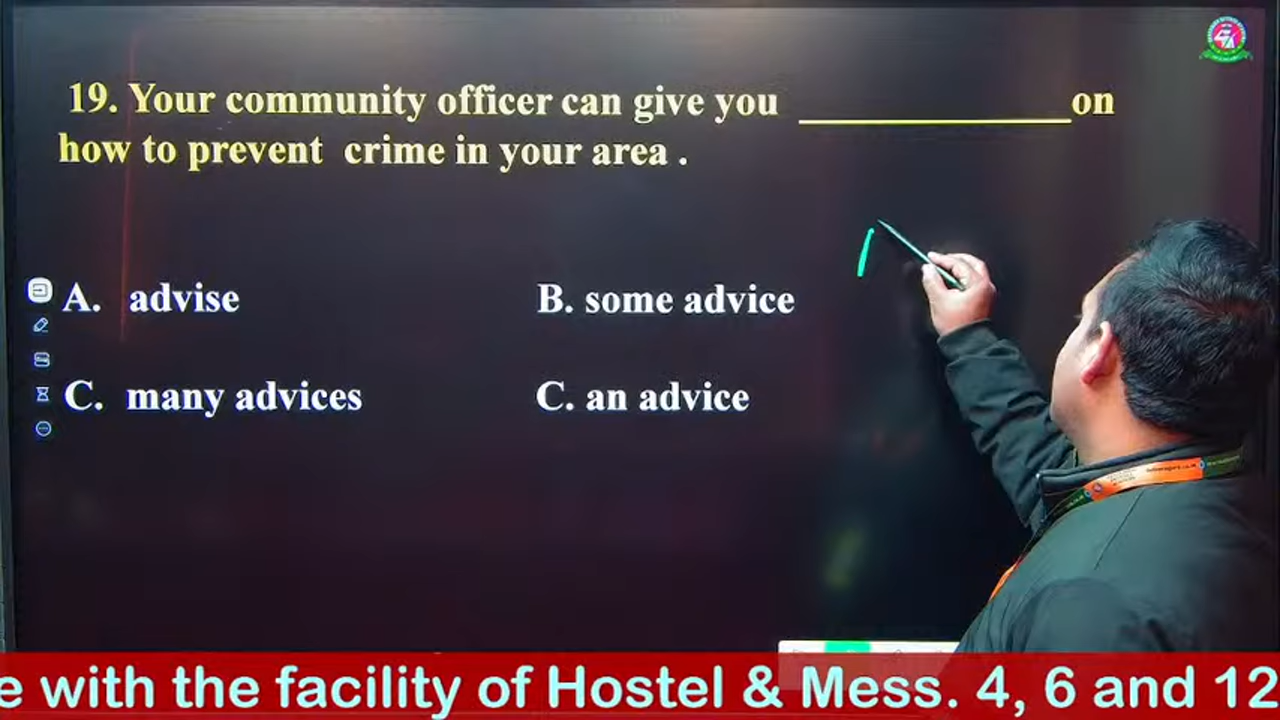 19. Your community officer can give you ____________ on
how to prevent crime in your area .
A. advise
B. some advice
C. many advices
C. an advice
e with the facility of Hostel & Mess. 4, 6 and 12